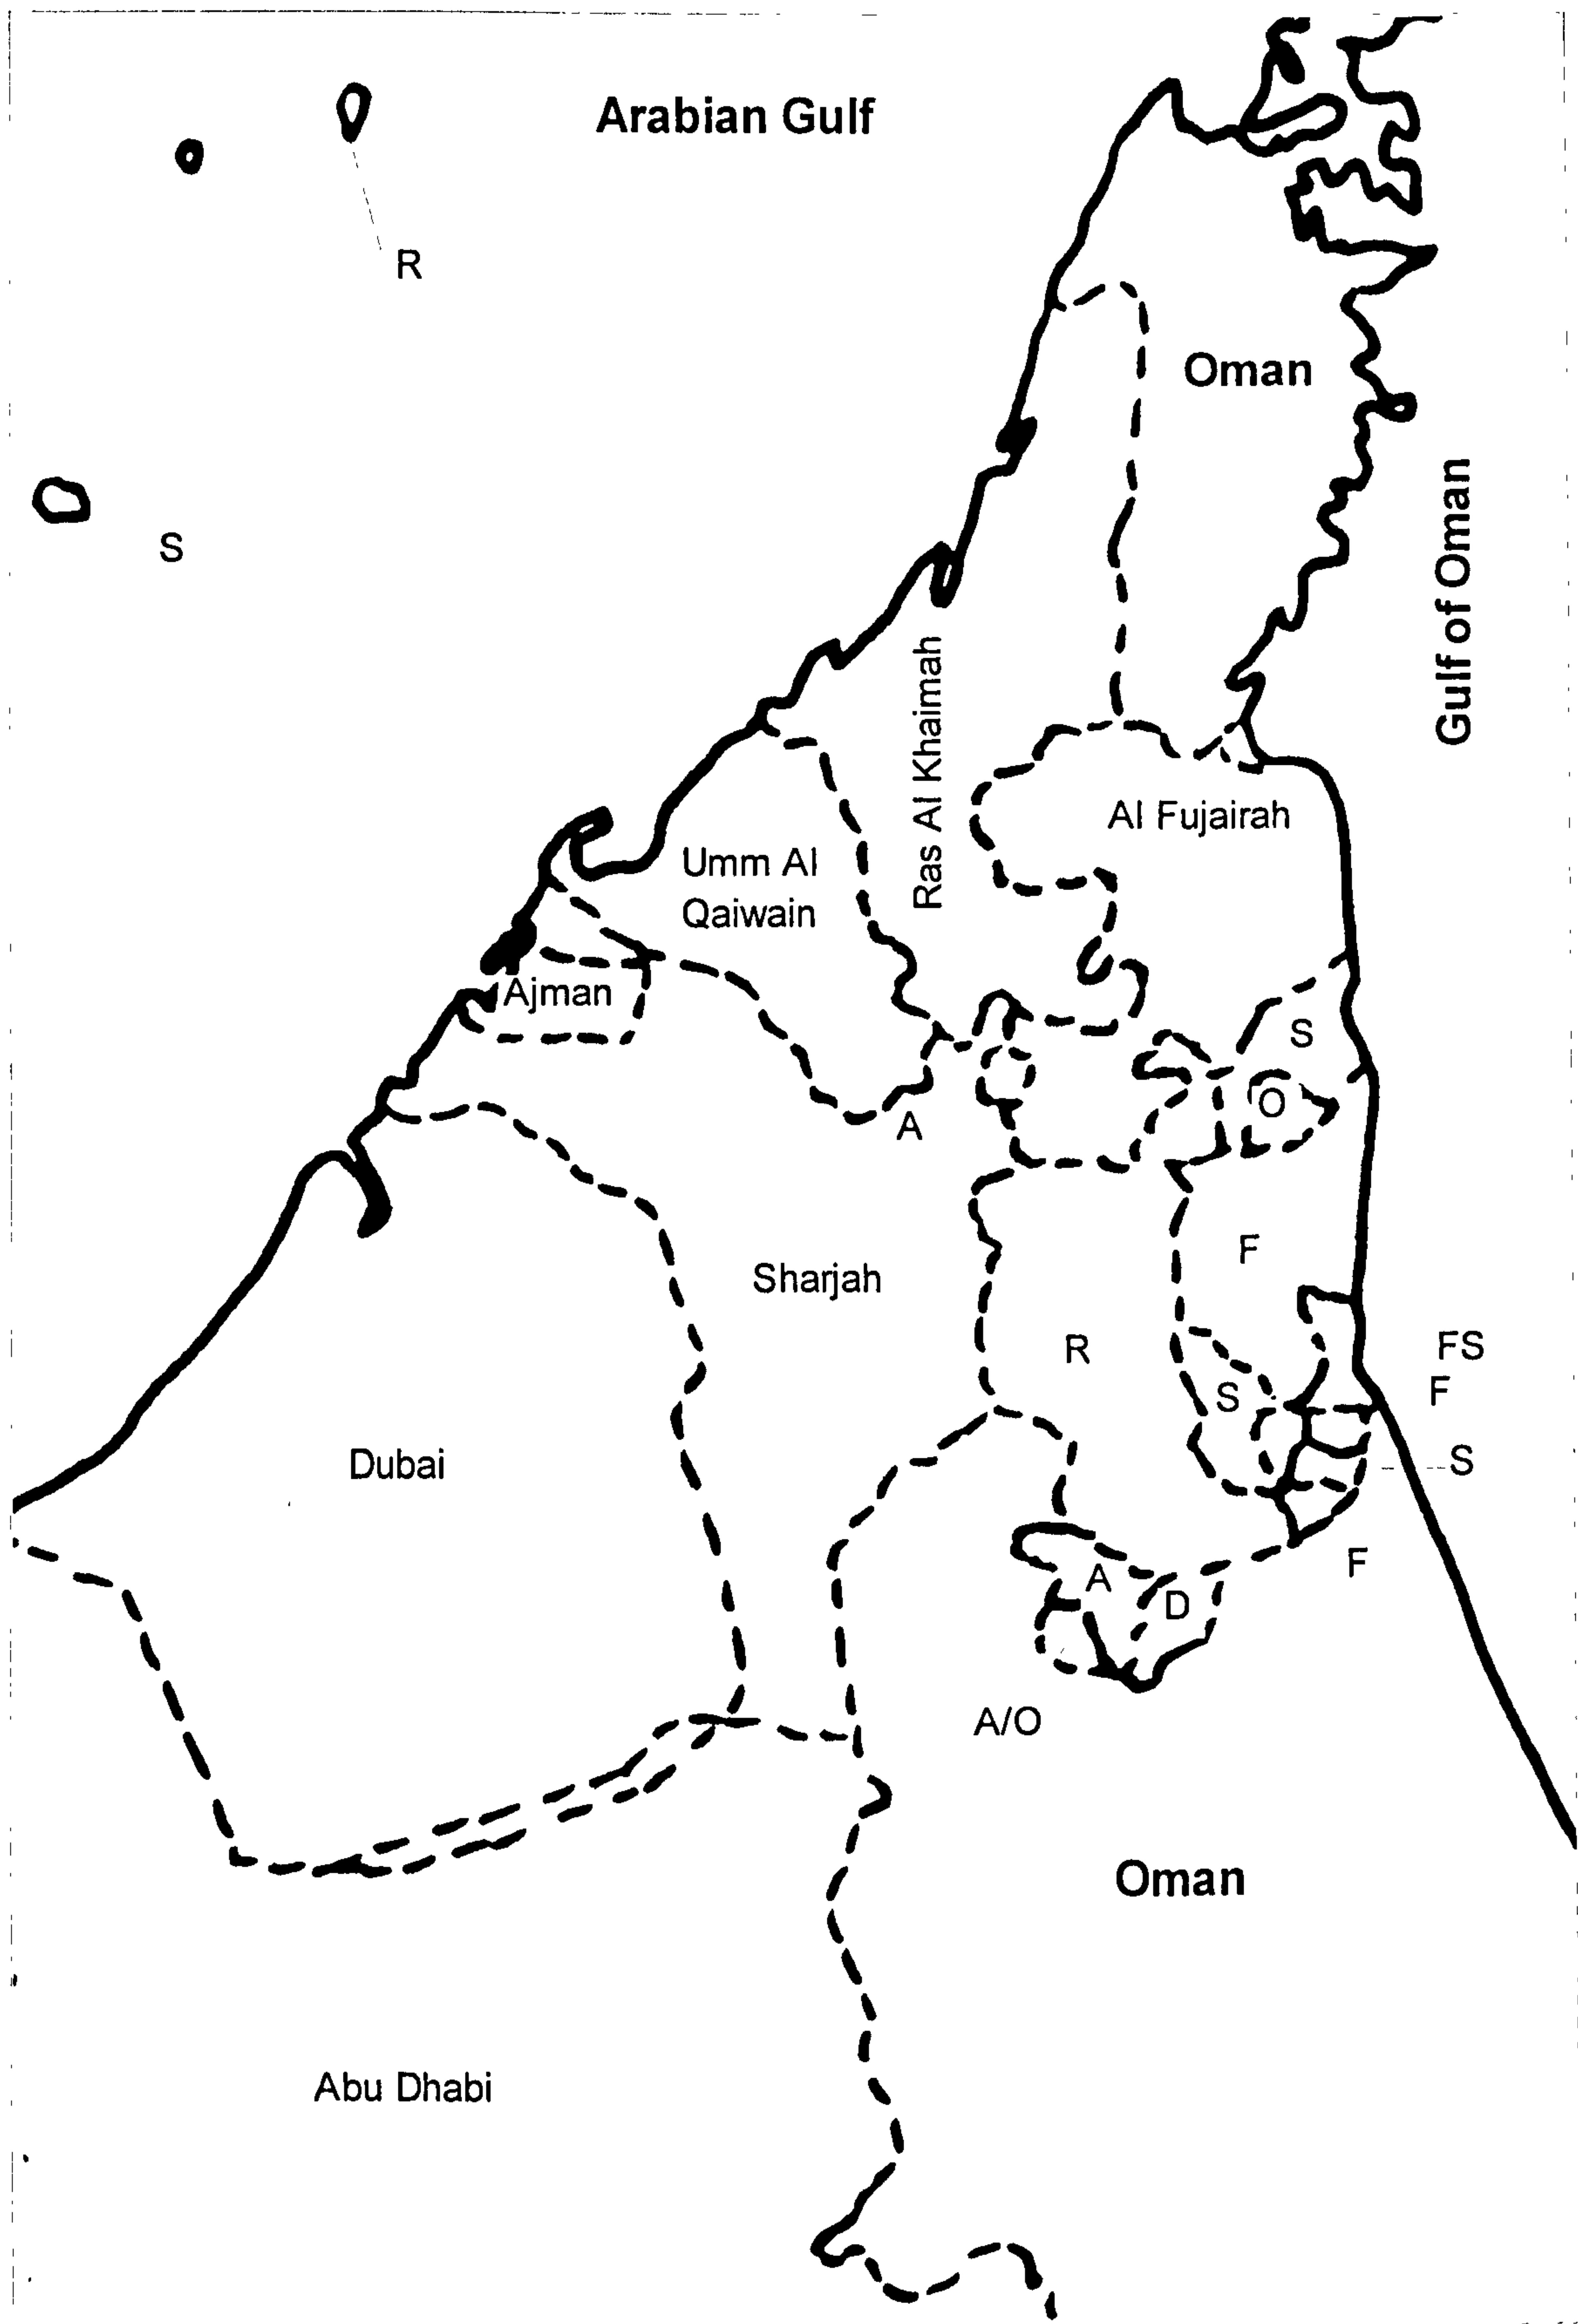 Arabian Gulf
R
Oman
S
Gulf of Oman
Ras Al Khaimah
Al Fujairah
Umm Al
Qaiwain
Ajman
S
O
A
F
Sharjah
R
FS
F
S
Dubai
S
F
A
D
A/O
Oman
Abu Dhabi